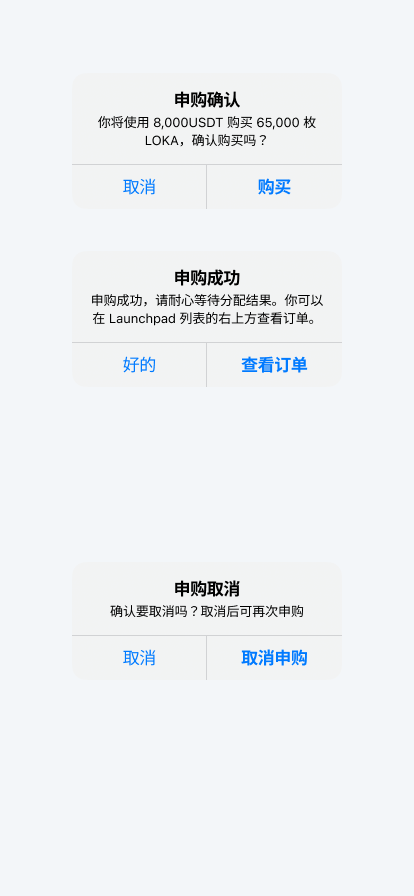 申购确认
你将使用 8,000USDT 购买 65,000 枚
LOKA，确认购买吗？
取消
购买
申购成功
申购成功，请耐心等待分配结果。你可以
在 Launchpad 列表的右上方查看订单。
好的
查看订单
申购取消
确认要取消吗？取消后可再次申购
取消
取消申购